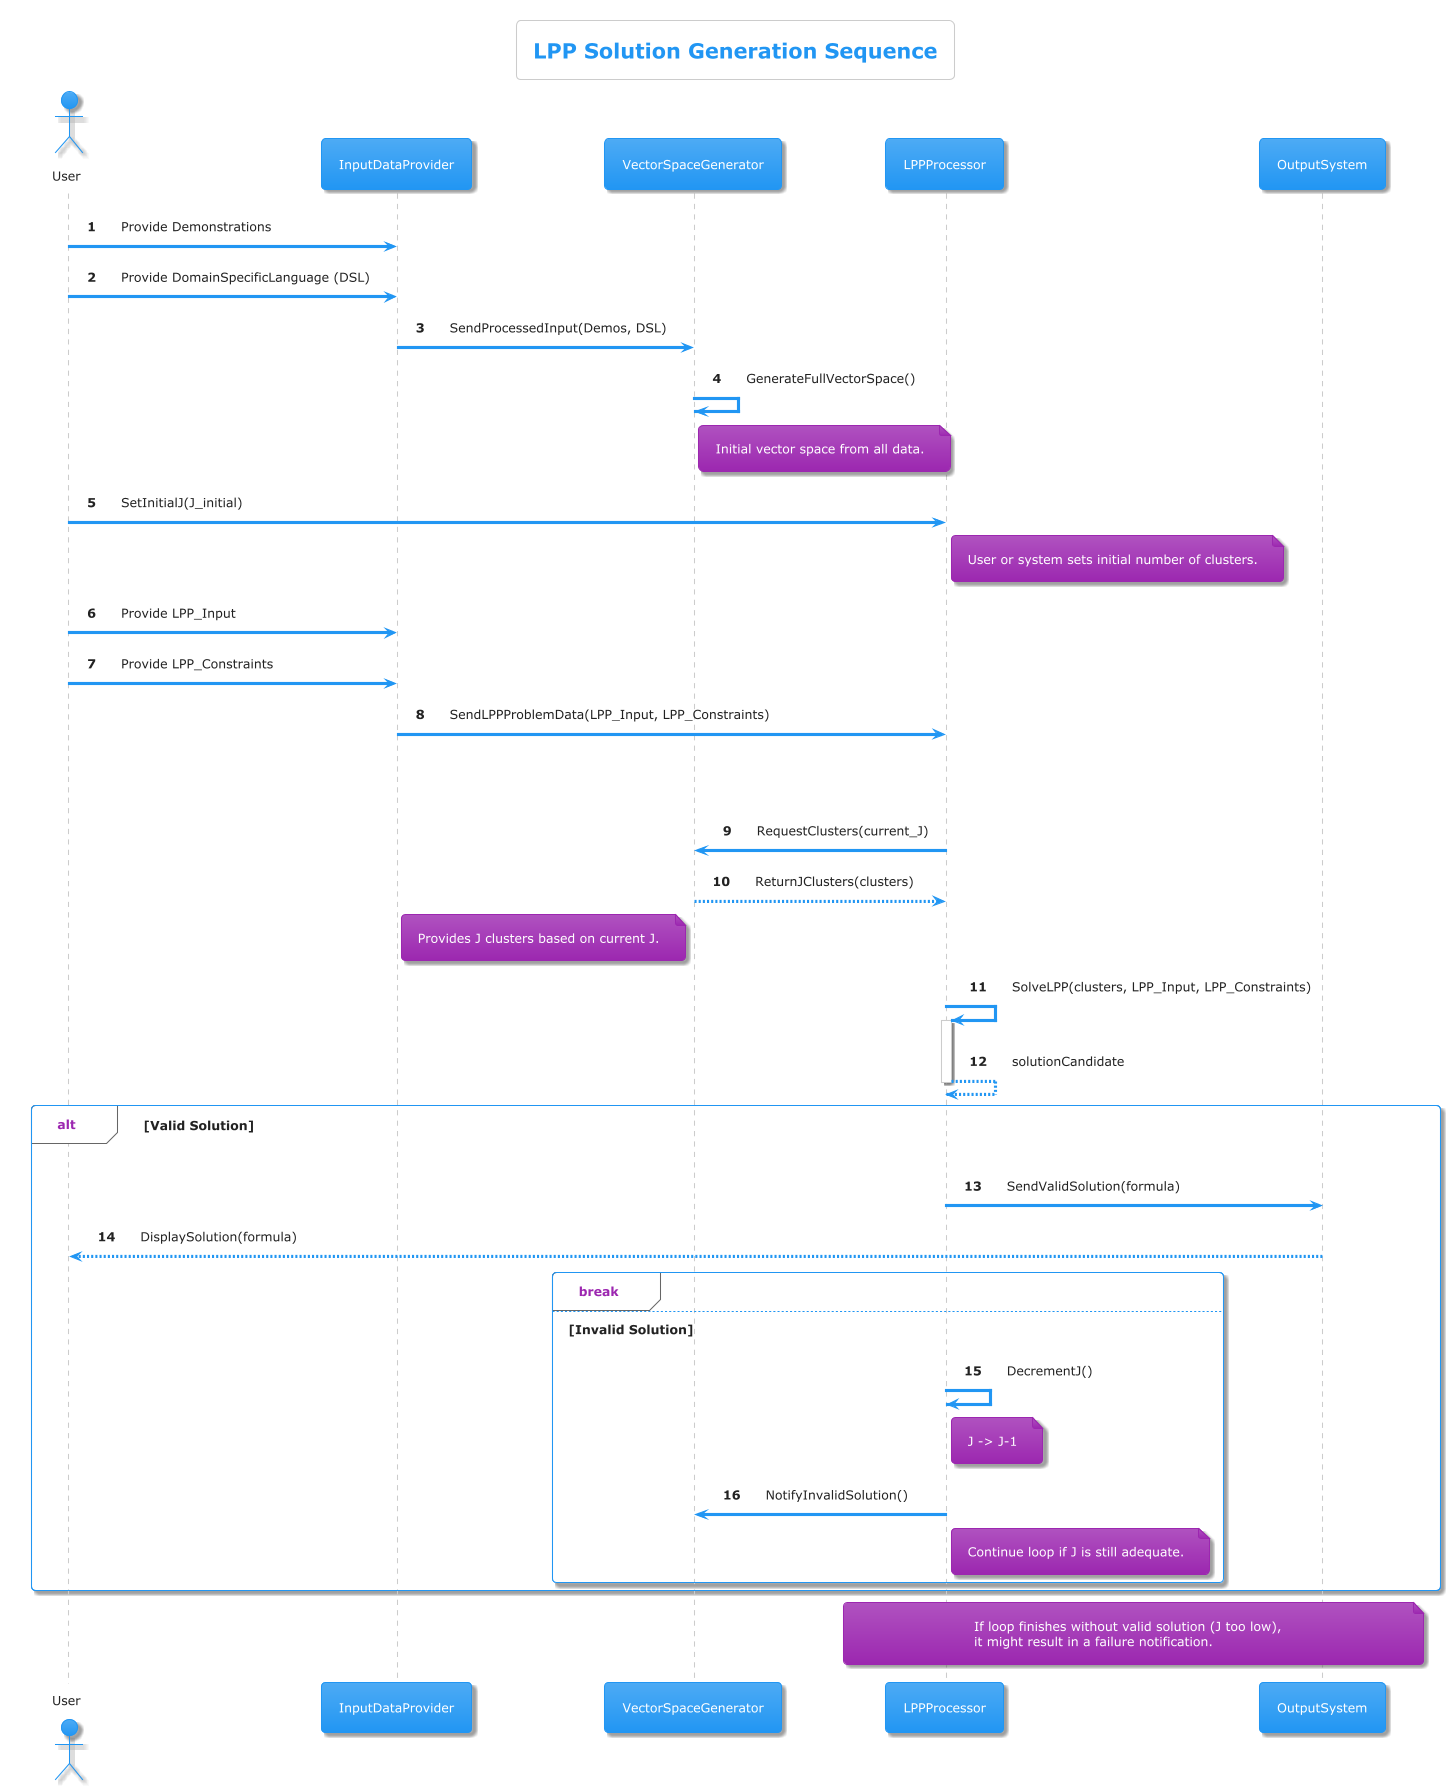 LPP Solution Generation Sequence
User
InputDataProvider
VectorSpaceGenerator
LPPProcessor
OutputSystem
1 Provide Demonstrations
2 Provide DomainSpecificLanguage (DSL)
3 SendProcessedInput(Demos, DSL)
4 GenerateFullVectorSpace()
Initial vector space from all data.
5 SetInitialJ(J_initial)
User or system sets initial number of clusters.
6 Provide LPP_Input
7 Provide LPP_Constraints
8 SendLPPProblemData(LPP_Input, LPP_Constraints)
9 RequestClusters(current_J)
10 ReturnJClusters(clusters)
Provides J clusters based on current J.
11 SolveLPP(clusters, LPP_Input, LPP_Constraints)
12 solutionCandidate
alt [Valid Solution]
13 SendValidSolution(formula)
14 DisplaySolution(formula)
break
[Invalid Solution]
15 DecrementJ()
J -> J-1
16 NotifyInvalidSolution()
Continue loop if J is still adequate.
If loop finishes without valid solution (J too low),
it might result in a failure notification.
User
InputDataProvider
VectorSpaceGenerator
LPPProcessor
OutputSystem